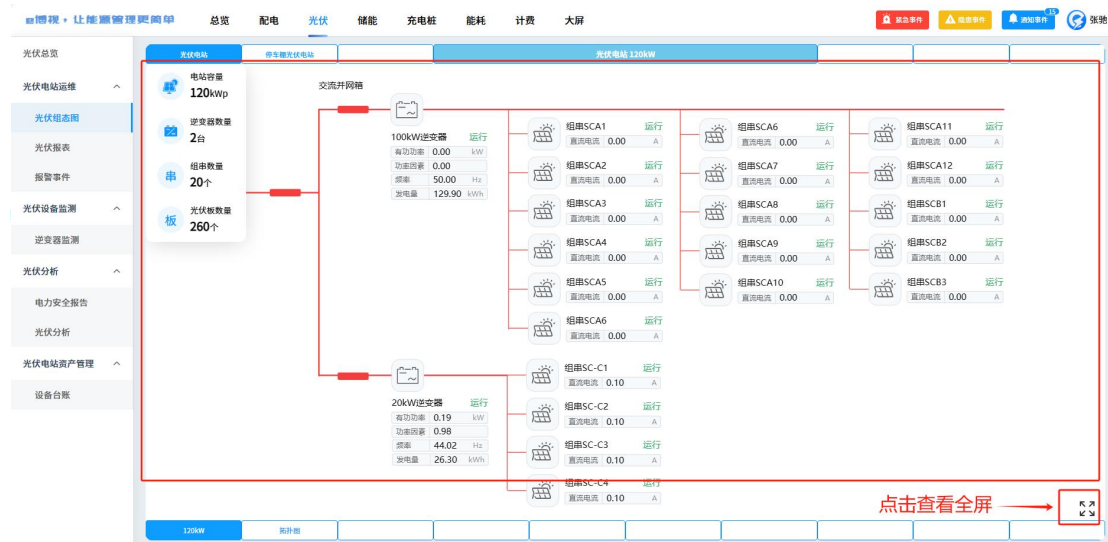 e博视·让能源管理更简单 总览 配电 光伏 储能 充电桩 能耗 计费 大屏 紧急事件 隐患事件 通知事件 15 张驰
光伏总览
光伏电站运维
光伏组态图
光伏报表
报警事件
光伏设备监测
逆变器监测
光伏分析
电力安全报告
光伏分析
光伏电站资产管理
设备台账
光伏电站 停车棚光伏电站 光伏电站 120kW
电站容量
120kWp
逆变器数量
2台
串
组串数量
20个
板
光伏板数量
260个
交流并网箱
100kW逆变器 运行
有功功率 0.00 kW
功率因素 0.00
频率 50.00 Hz
发电量 129.90 kWh
组串SCA1 运行
直流电流 0.00 A
组串SCA2 运行
直流电流 0.00 A
组串SCA3 运行
直流电流 0.00 A
组串SCA4 运行
直流电流 0.00 A
组串SCA5 运行
直流电流 0.00 A
组串SCA6 运行
直流电流 0.00 A
组串SCA6 运行
直流电流 0.00 A
组串SCA7 运行
直流电流 0.00 A
组串SCA8 运行
直流电流 0.00 A
组串SCA9 运行
直流电流 0.00 A
组串SCA10 运行
直流电流 0.00 A
组串SCA11 运行
直流电流 0.00 A
组串SCA12 运行
直流电流 0.00 A
组串SCB1 运行
直流电流 0.00 A
组串SCB2 运行
直流电流 0.00 A
组串SCB3 运行
直流电流 0.00 A
20kW逆变器 运行
有功功率 0.19 kW
功率因素 0.98
频率 44.02 Hz
发电量 26.30 kWh
组串SC-C1 运行
直流电流 0.10 A
组串SC-C2 运行
直流电流 0.10 A
组串SC-C3 运行
直流电流 0.10 A
组串SC-C4 运行
直流电流 0.10 A
点击查看全屏
120kW 拓扑图